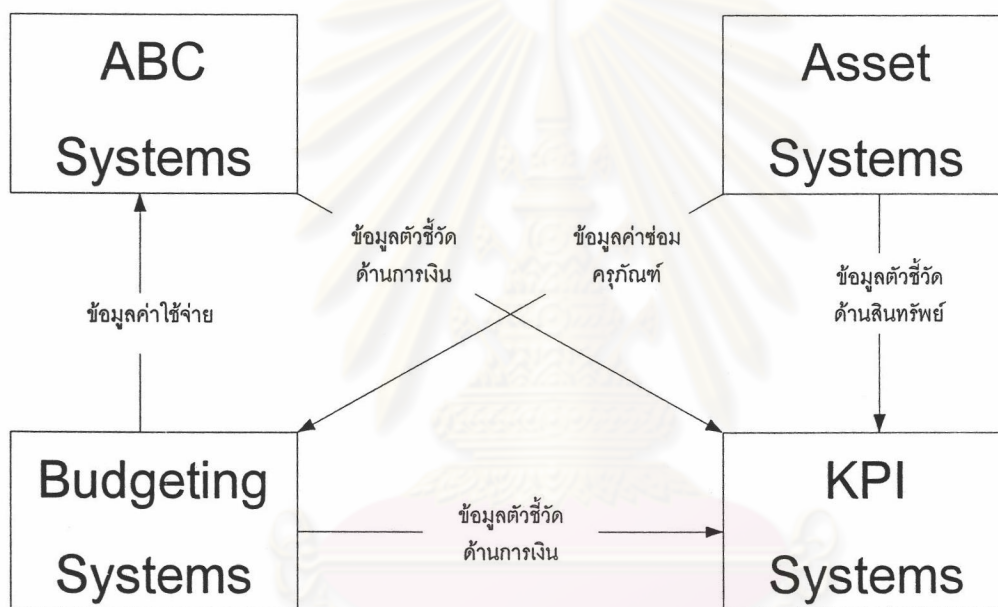 ABC
Systems
Asset
Systems
ข้อมูลตัวชี้วัด
ด้านการเงิน
ข้อมูลค่าซ่อม
ครุภัณฑ์
ข้อมูลตัวชี้วัด
ด้านสินทรัพย์
ข้อมูลค่าใช้จ่าย
Budgeting
Systems
ข้อมูลตัวชี้วัด
ด้านการเงิน
KPI
Systems